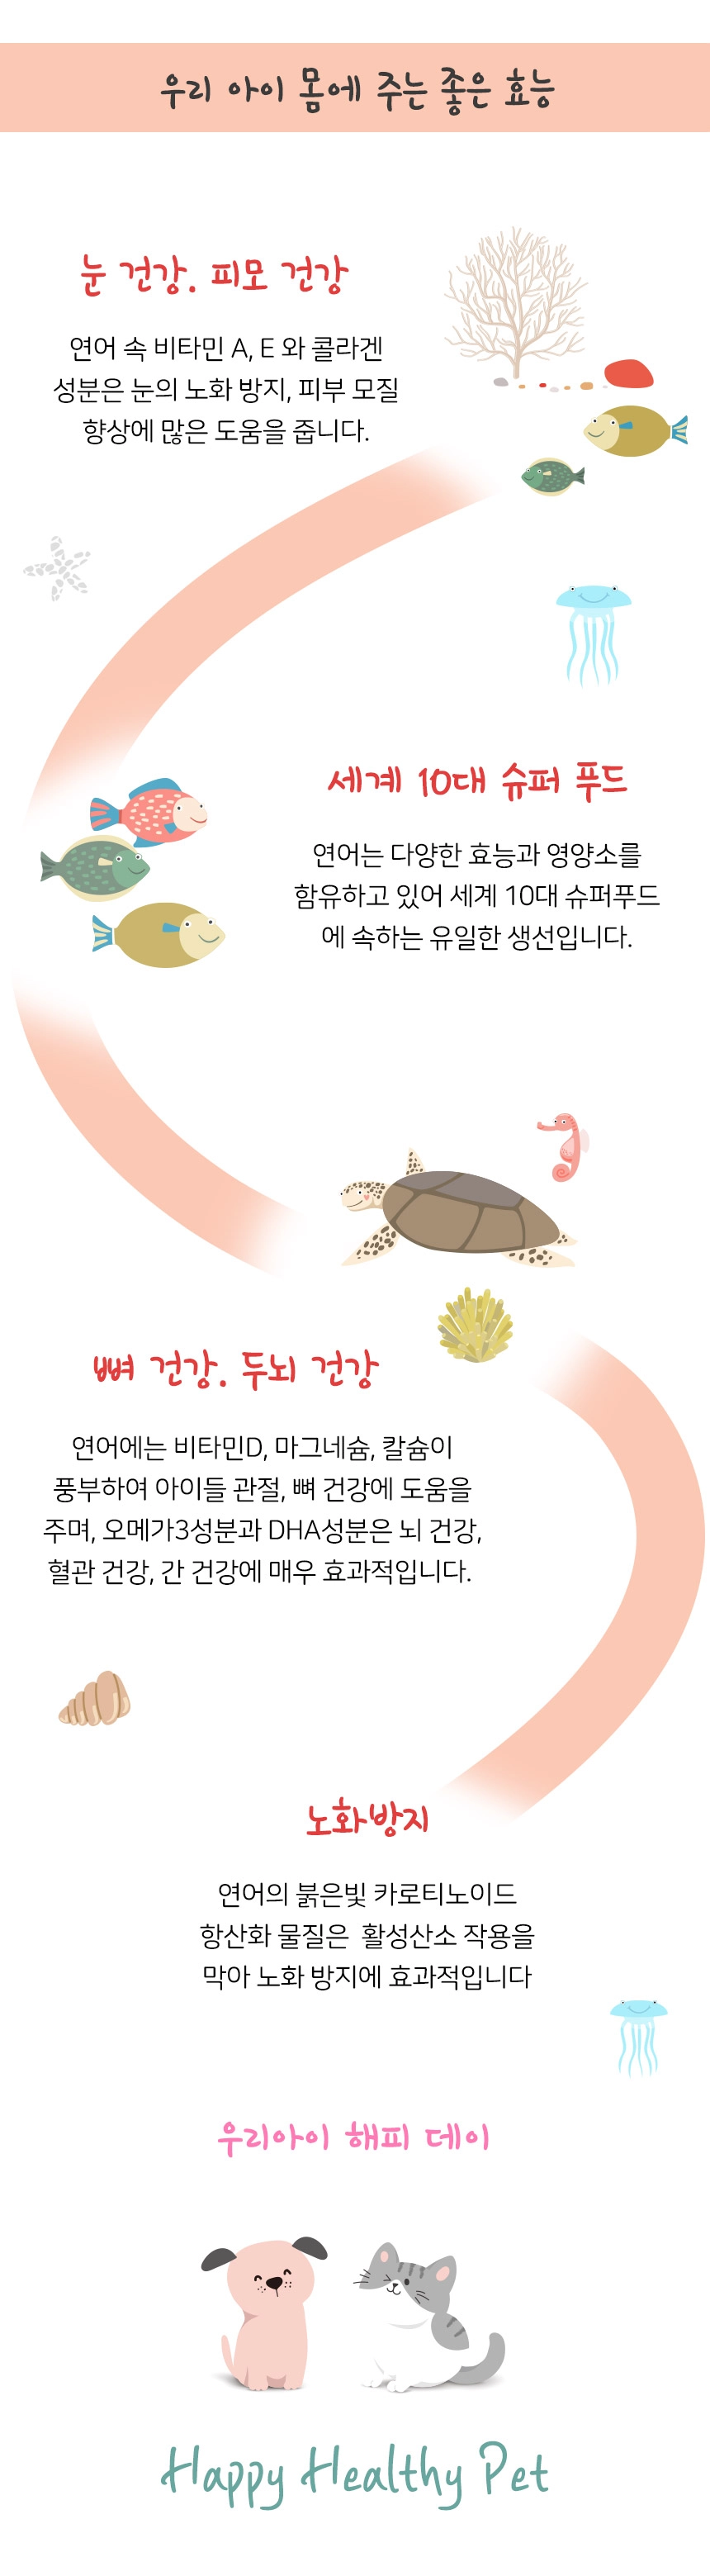 우리 아이 몸에 주는 좋은 효능
눈 건강. 피모 건강
연어 속 비타민 A, E 와 콜라겐
성분은 눈의 노화 방지, 피부 모질
향상에 많은 도움을 줍니다.
세계 10대 슈퍼 푸드
연어는 다양한 효능과 영양소를
함유하고 있어 세계 10대 슈퍼푸드
에 속하는 유일한 생선입니다.
뼈 건강. 두뇌 건강
연어에는 비타민D, 마그네슘, 칼슘이
풍부하여 아이들 관절, 뼈 건강에 도움을
주며, 오메가3성분과 DHA성분은 뇌 건강,
혈관 건강, 간 건강에 매우 효과적입니다.
노화방지
연어의 붉은빛 카로티노이드
항산화 물질은 활성산소 작용을
막아 노화 방지에 효과적입니다
우리아이 해피 데이
Happy Healthy Pet